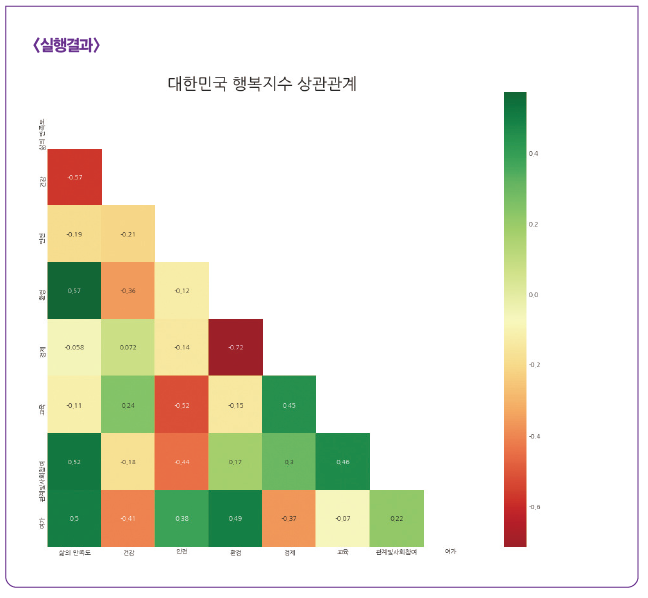 <실행결과>
대한민국 행복지수 상관관계
삶의 만족도
건강
-0.57
안전
-0.19 -0.21
환경
0.57 -0.36 -0.12
경제
-0.058 0.072 -0.14 -0.72
교육
-0.11 0.24 -0.52 -0.15 0.45
관계및사회참여
0.52 -0.18 -0.44 0.17 0.3 0.46
여가
0.5 -0.41 0.38 0.49 -0.37 -0.07 0.22
삶의 만족도 건강 안전 환경 경제 교육 관계및사회참여 여가
0.4
0.2
0.0
-0.2
-0.4
-0.6